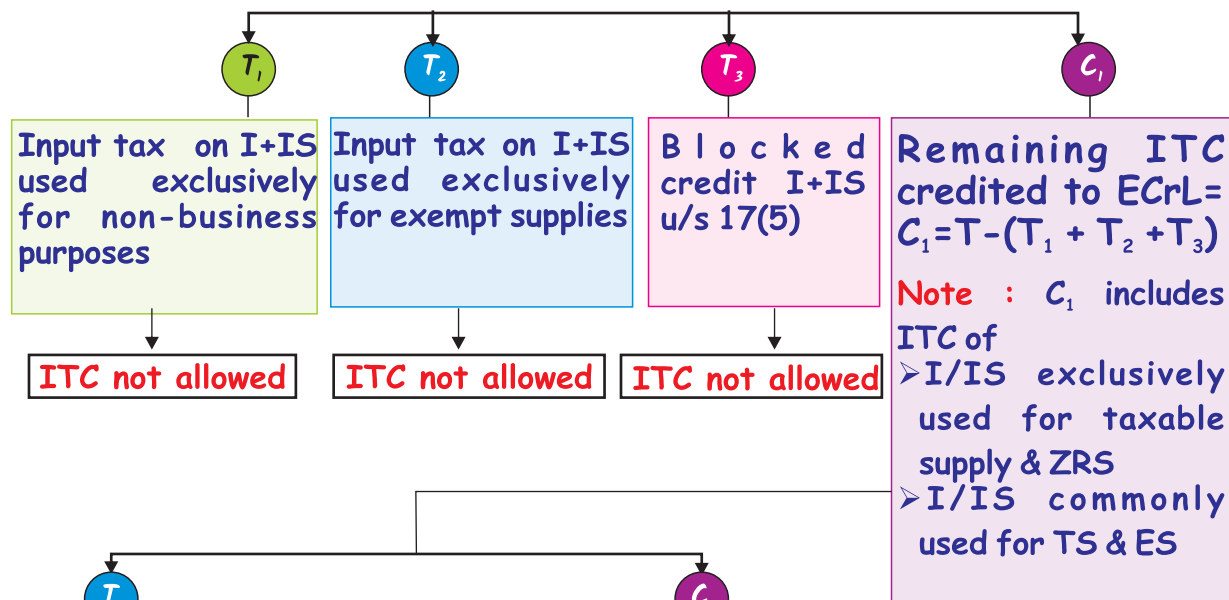 T1
T2
T3
C1
Input tax on I+IS
used exclusively
for non-business
purposes
Input tax on I+IS
used exclusively
for exempt supplies
Blocked
credit I+IS
u/s 17(5)
Remaining ITC
credited to ECrL=
C1=T-(T1 + T2 +T3)
Note : C1 includes
ITC of
➢I/IS exclusively
used for taxable
supply & ZRS
➢I/IS commonly
used for TS & ES
ITC not allowed
ITC not allowed
ITC not allowed